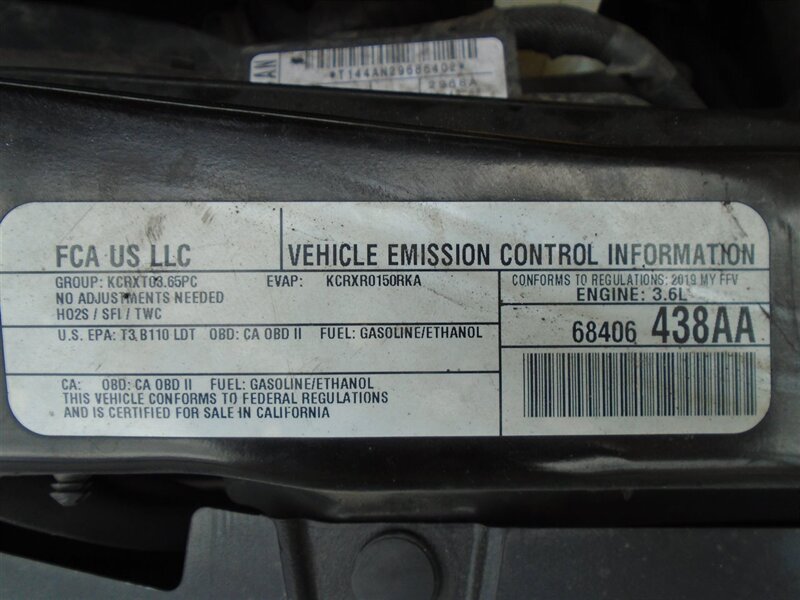 AN
*T144AN29686402*
2968A
FCA US LLC
VEHICLE EMISSION CONTROL INFORMATION
GROUP: KCRXT03.65PC EVAP: KCRXR0150RKA
CONFORMS TO REGULATIONS: 2019 MY FFV
NO ADJUSTMENTS NEEDED
ENGINE: 3.6L
HO2S / SFI / TWC
U.S. EPA: T3 B110 LDT OBD: CA OBD II FUEL: GASOLINE/ETHANOL
68406 438AA
CA: OBD: CA OBD II FUEL: GASOLINE/ETHANOL
THIS VEHICLE CONFORMS TO FEDERAL REGULATIONS
AND IS CERTIFIED FOR SALE IN CALIFORNIA